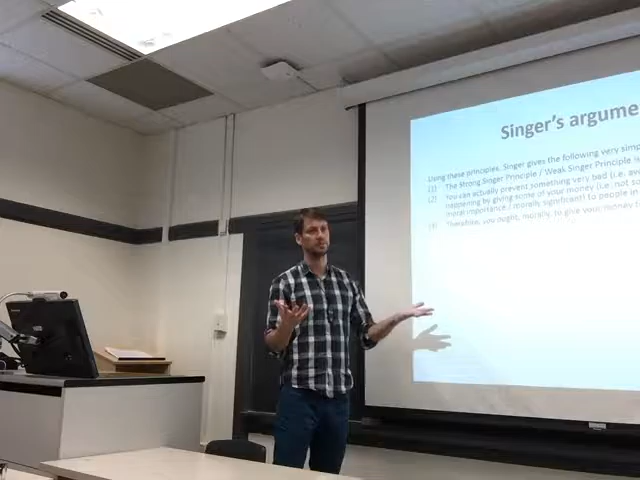 Singer's argume
Using these principles, Singer gives the following very simp
(1) The Strong Singer Principle / Weak Singer Principle is
(2) You can actually prevent something very bad (i.e. av
happening by giving some of your money (i.e. not so
moral importance / morally significant) to people in
(3) Therefore, you ought, morally, to give your money t